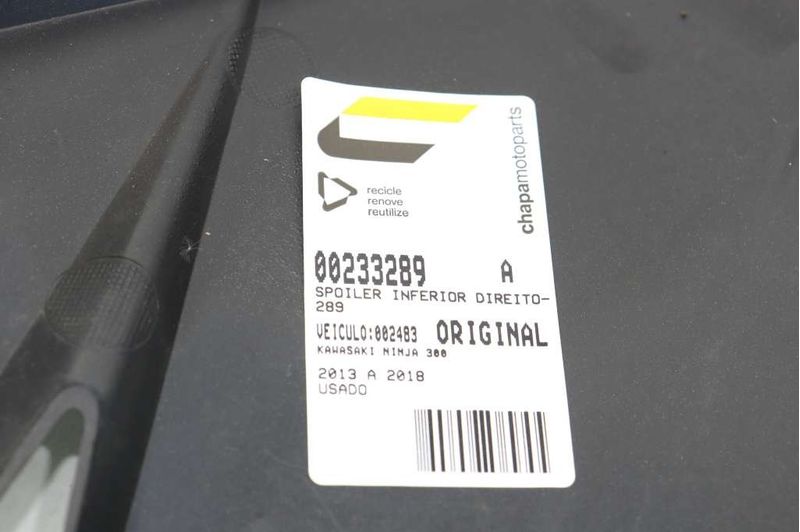 chapamotoparts
recicle
renove
reutilize
00233289 A
SPOILER INFERIOR DIREITO-
289
VEICULO:002483 ORIGINAL
KAWASAKI NINJA 300
2013 A 2018
USADO